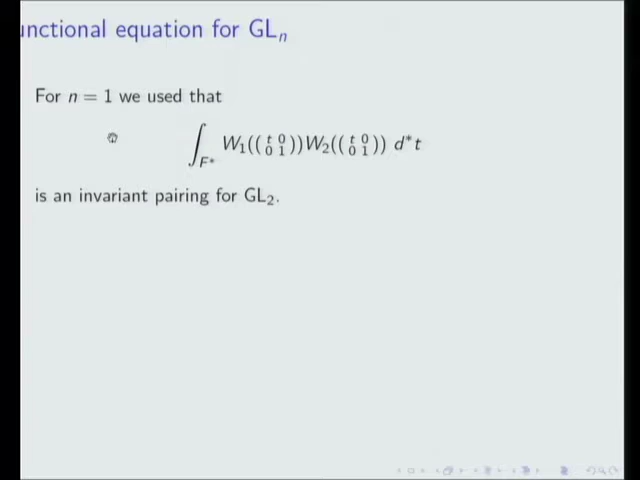 unctional equation for GLₙ
For n = 1 we used that
∫_{F*} W₁((t 0 / 0 1))W₂((t 0 / 0 1)) d*t
is an invariant pairing for GL₂.